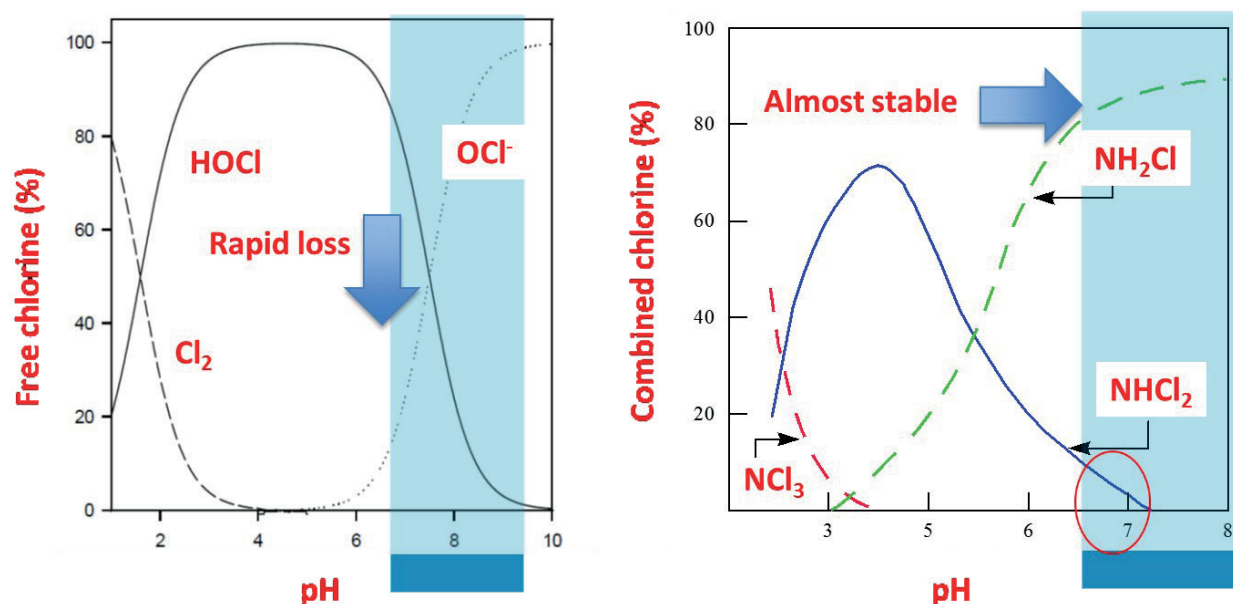 100
80
60
40
20
0
Free chlorine (%)
HOCl
OCl⁻
Rapid loss
Cl₂
2
4
6
8
10
pH
100
80
60
40
20
Combined chlorine (%)
Almost stable
NH₂Cl
NHCl₂
NCl₃
3
5
6
7
8
pH